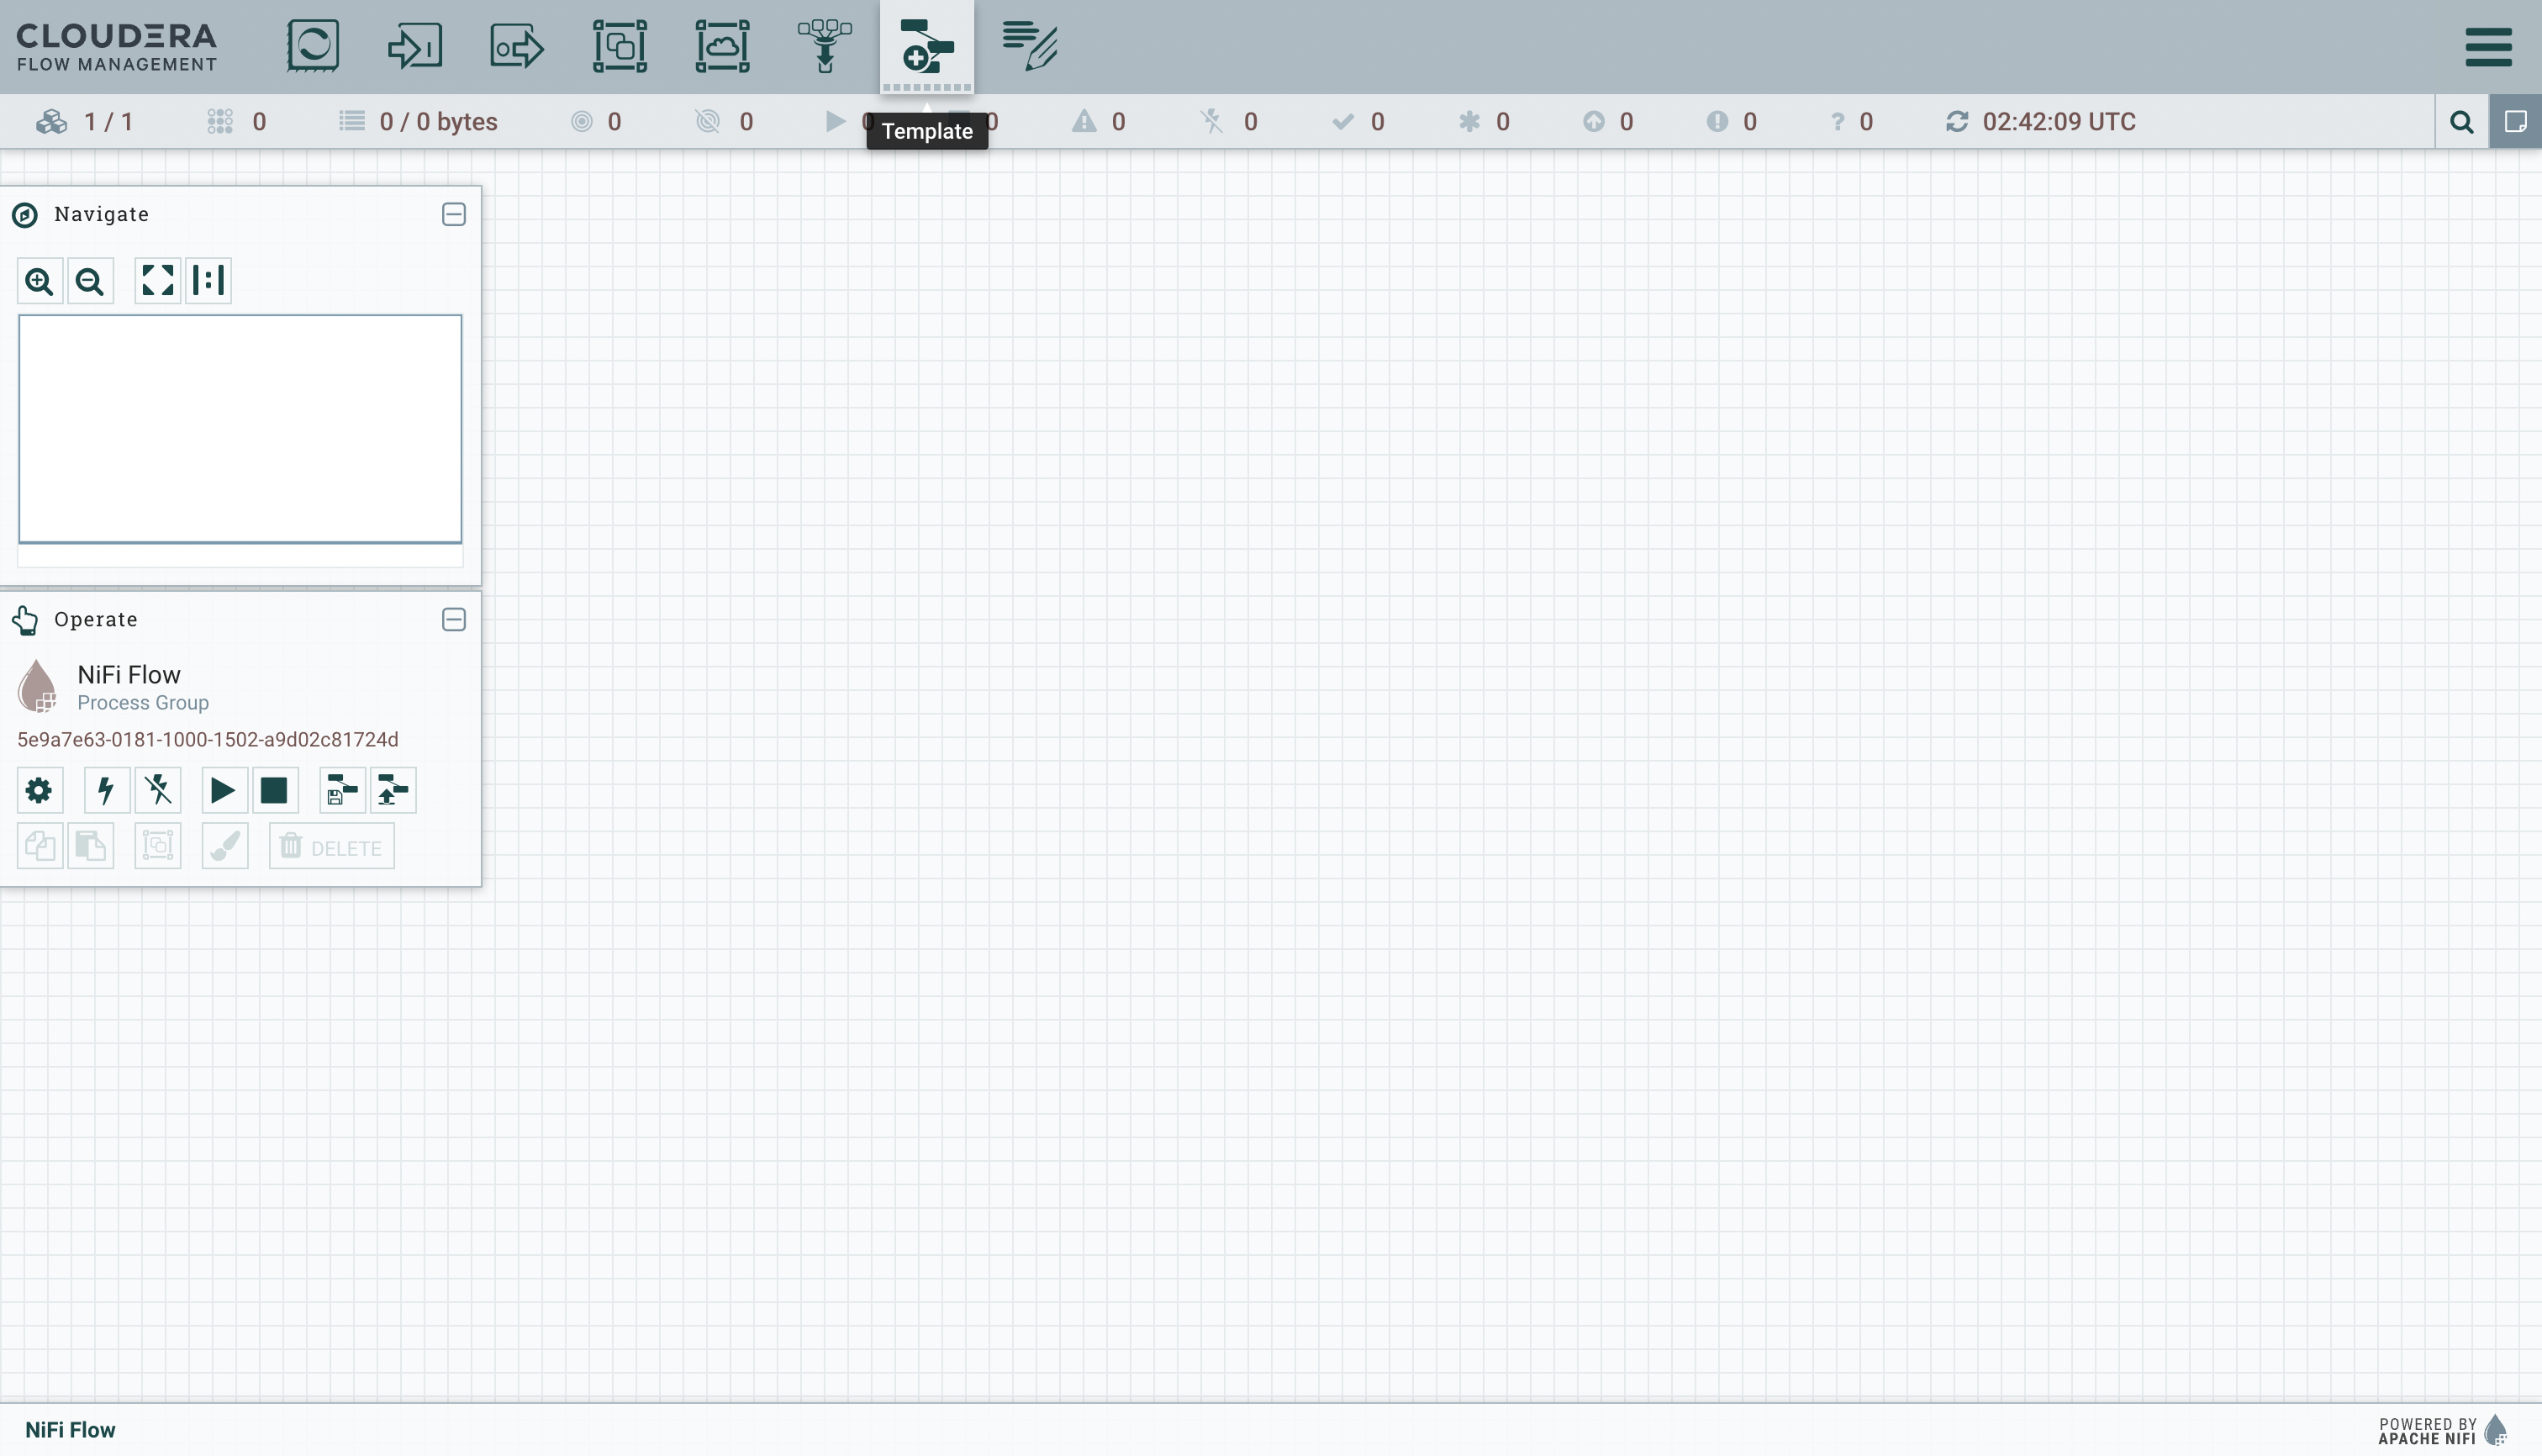 CLOUDERA
FLOW MANAGEMENT
1 / 1
0
0 / 0 bytes
0
0
0
0
0
0
0
0
0
0
? 0
02:42:09 UTC
Template
Navigate
Operate
NiFi Flow
Process Group
5e9a7e63-0181-1000-1502-a9d02c81724d
DELETE
NiFi Flow
POWERED BY
APACHE NIFI